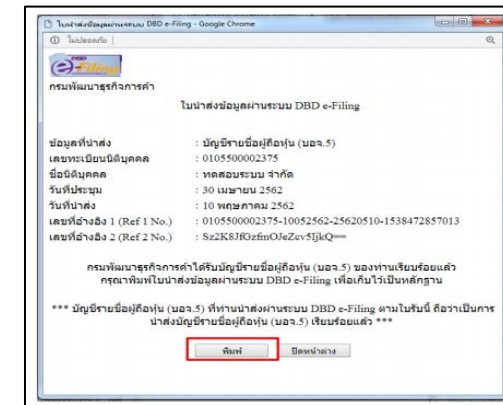 ใบนำส่งข้อมูลผ่านระบบ DBD e-Filing - Google Chrome
ไม่ปลอดภัย
DBD
e-Filing
กรมพัฒนาธุรกิจการค้า
ใบนำส่งข้อมูลผ่านระบบ DBD e-Filing
ข้อมูลที่นำส่ง : บัญชีรายชื่อผู้ถือหุ้น (บอจ.5)
เลขทะเบียนนิติบุคคล : 0105500002375
ชื่อนิติบุคคล : ทดสอบระบบ จำกัด
วันที่ประชุม : 30 เมษายน 2562
วันที่นำส่ง : 10 พฤษภาคม 2562
เลขที่อ้างอิง 1 (Ref 1 No.) : 0105500002375-10052562-25620510-1538472857013
เลขที่อ้างอิง 2 (Ref 2 No.) : Sz2K8JfGzfmOJeZev5IjkQ==
กรมพัฒนาธุรกิจการค้าได้รับบัญชีรายชื่อผู้ถือหุ้น (บอจ.5) ของท่านเรียบร้อยแล้ว
กรุณาพิมพ์ใบนำส่งข้อมูลผ่านระบบ DBD e-Filing เพื่อเก็บไว้เป็นหลักฐาน
*** บัญชีรายชื่อผู้ถือหุ้น (บอจ.5) ที่ท่านนำส่งผ่านระบบ DBD e-Filing ตามใบรับนี้ ถือว่าเป็นการ
นำส่งบัญชีรายชื่อผู้ถือหุ้น (บอจ.5) เรียบร้อยแล้ว ***
พิมพ์ ปิดหน้าต่าง